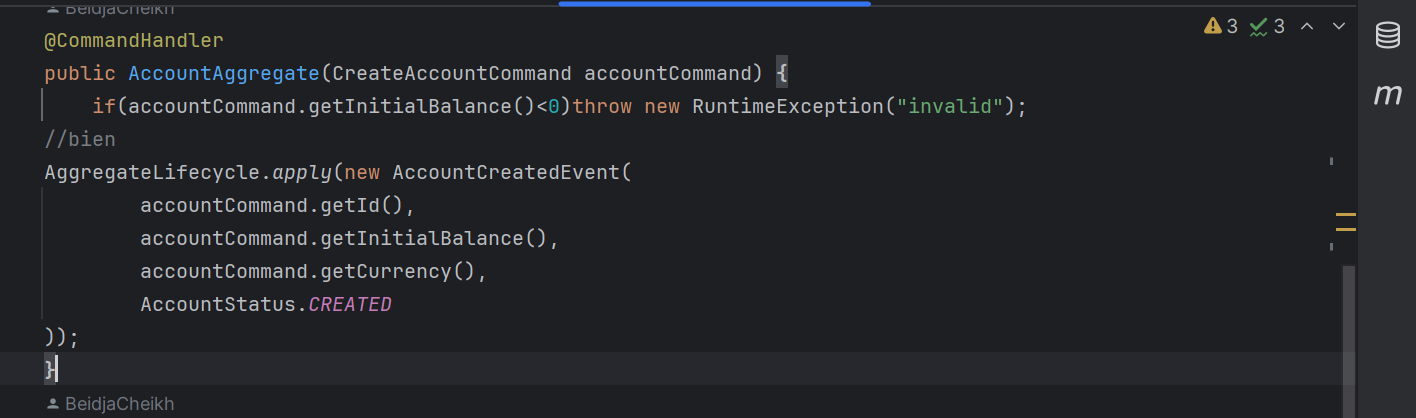 BeidjaCheikh
3 3
@CommandHandler
public AccountAggregate(CreateAccountCommand accountCommand) {
    if(accountCommand.getInitialBalance()<0)throw new RuntimeException("invalid");
//bien
AggregateLifecycle.apply(new AccountCreatedEvent(
        accountCommand.getId(),
        accountCommand.getInitialBalance(),
        accountCommand.getCurrency(),
        AccountStatus.CREATED
));
}
BeidjaCheikh
m